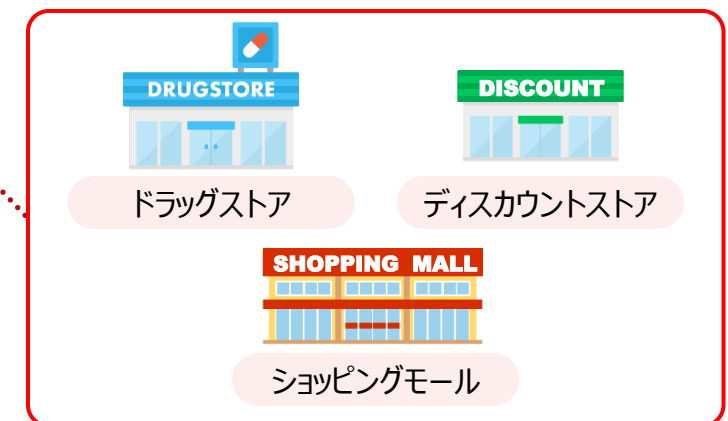 DRUGSTORE
DISCOUNT
ドラッグストア
ディスカウントストア
SHOPPING MALL
ショッピングモール